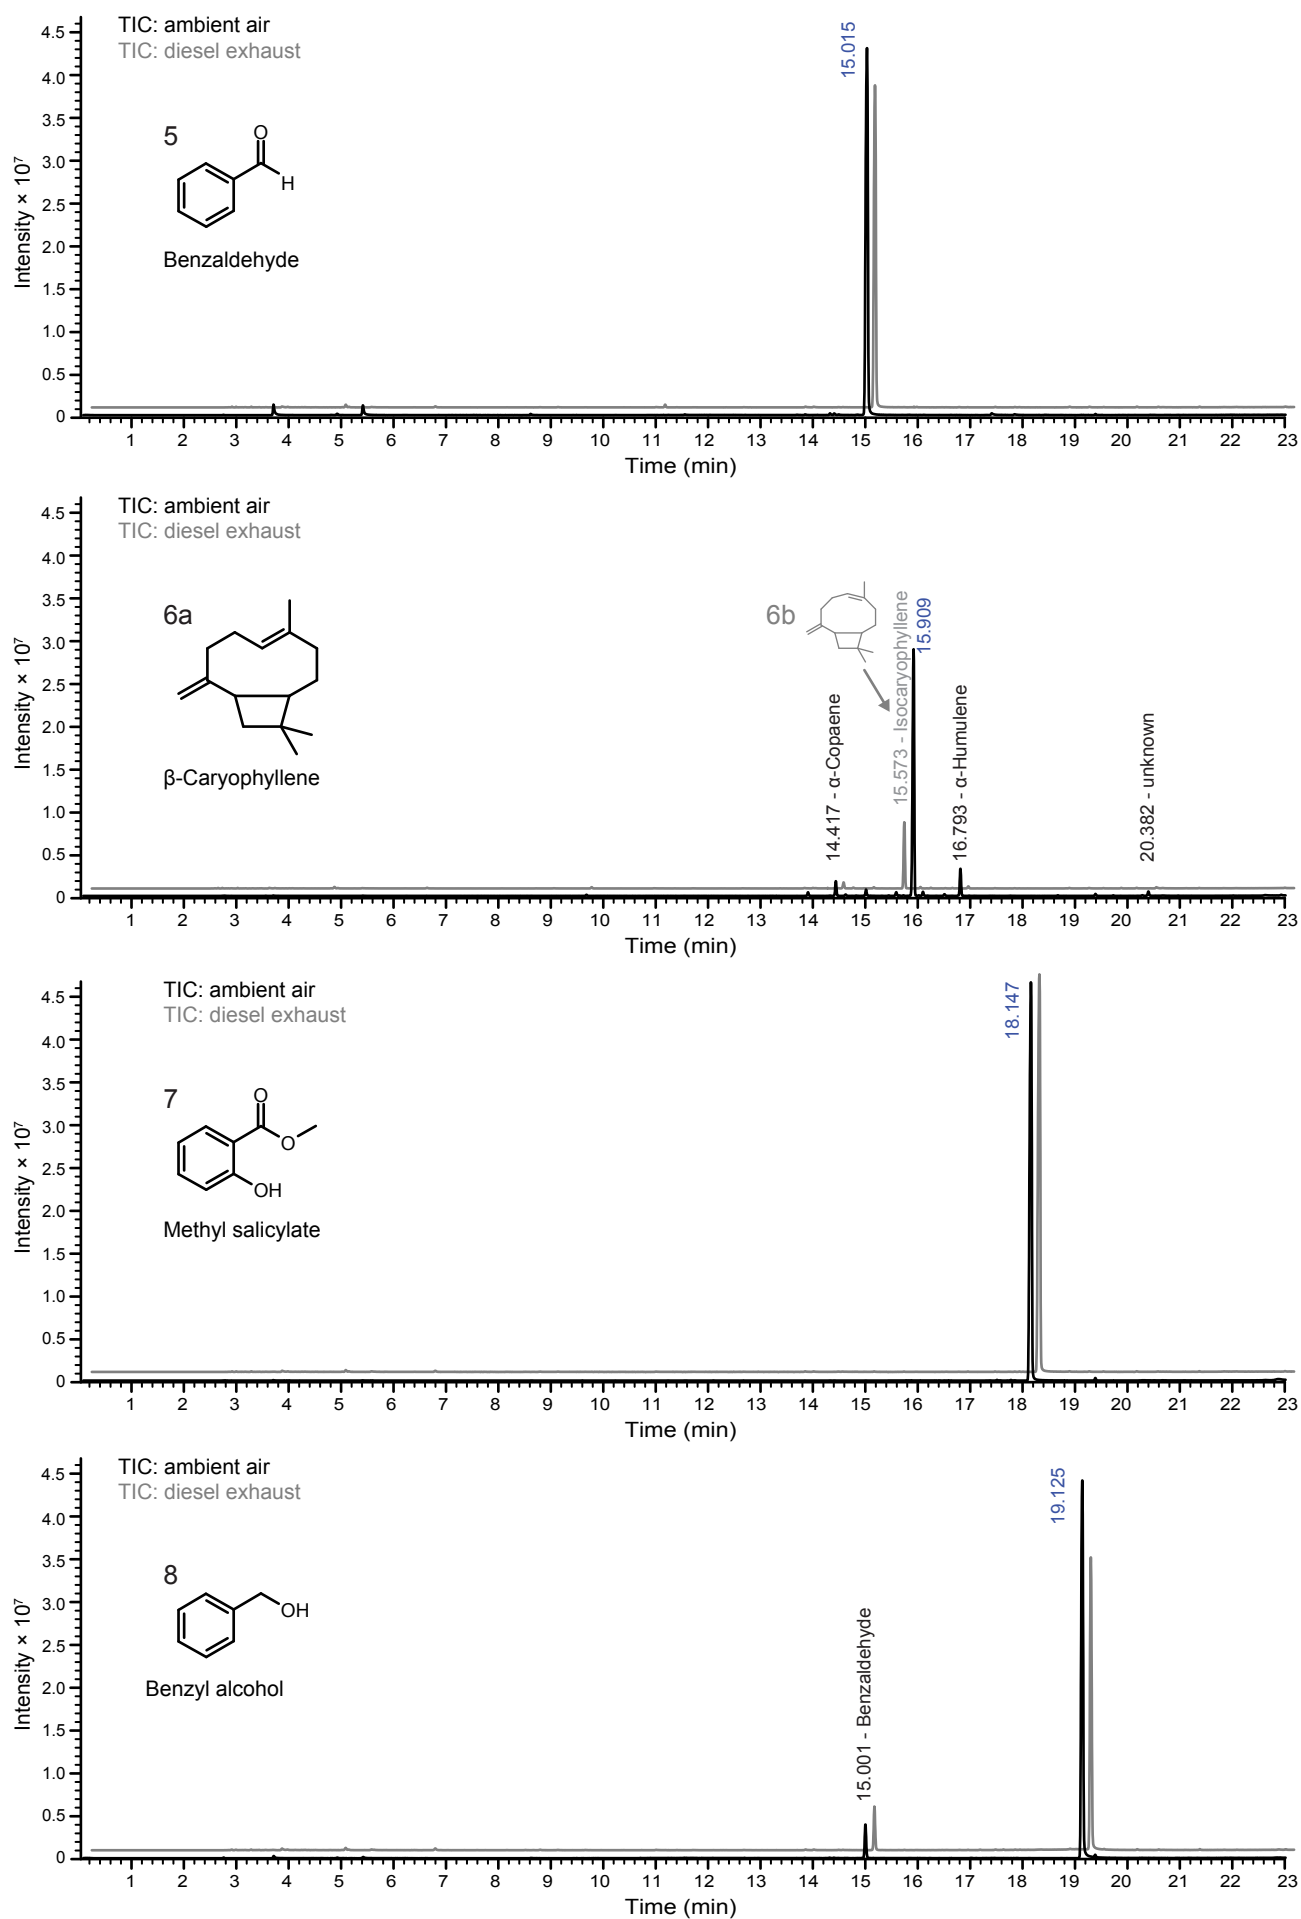 TIC: ambient air
TIC: diesel exhaust
15.015
5
O
H
Benzaldehyde
Intensity × 10⁷
4.5
4.0
3.5
3.0
2.5
2.0
1.5
1.0
0.5
0
1 2 3 4 5 6 7 8 9 10 11 12 13 14 15 16 17 18 19 20 21 22 23
Time (min)
TIC: ambient air
TIC: diesel exhaust
6a
β-Caryophyllene
6b
14.417 - α-Copaene
15.573 - Isocaryophyllene
15.909
16.793 - α-Humulene
20.382 - unknown
Intensity × 10⁷
4.5
4.0
3.5
3.0
2.5
2.0
1.5
1.0
0.5
0
1 2 3 4 5 6 7 8 9 10 11 12 13 14 15 16 17 18 19 20 21 22 23
Time (min)
TIC: ambient air
TIC: diesel exhaust
18.147
7
O
O
OH
Methyl salicylate
Intensity × 10⁷
4.5
4.0
3.5
3.0
2.5
2.0
1.5
1.0
0.5
0
1 2 3 4 5 6 7 8 9 10 11 12 13 14 15 16 17 18 19 20 21 22 23
Time (min)
TIC: ambient air
TIC: diesel exhaust
19.125
8
OH
Benzyl alcohol
15.001 - Benzaldehyde
Intensity × 10⁷
4.5
4.0
3.5
3.0
2.5
2.0
1.5
1.0
0.5
0
1 2 3 4 5 6 7 8 9 10 11 12 13 14 15 16 17 18 19 20 21 22 23
Time (min)